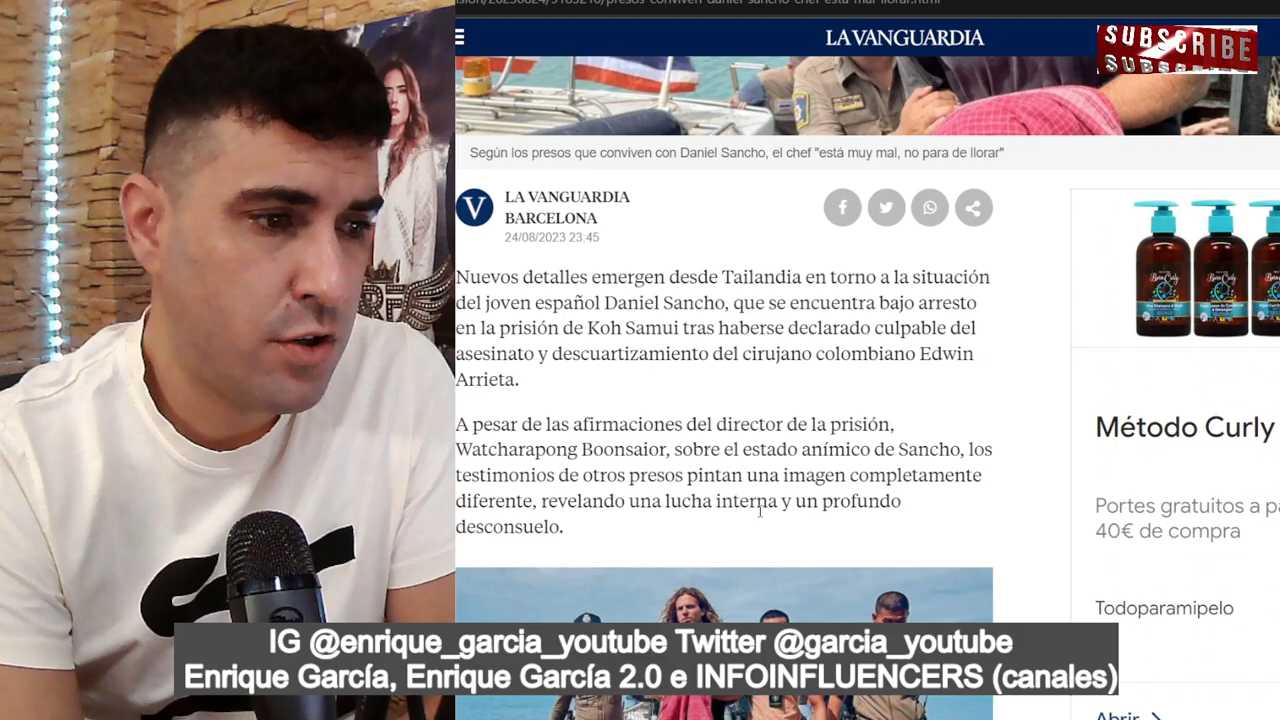 LA VANGUARDIA
SUBSCRIBE
Según los presos que conviven con Daniel Sancho, el chef "está muy mal, no para de llorar"
V
LA VANGUARDIA
BARCELONA
24/08/2023 23:45
Nuevos detalles emergen desde Tailandia en torno a la situación
del joven español Daniel Sancho, que se encuentra bajo arresto
en la prisión de Koh Samui tras haberse declarado culpable del
asesinato y descuartizamiento del cirujano colombiano Edwin
Arrieta.
A pesar de las afirmaciones del director de la prisión,
Watcharapong Boonsaior, sobre el estado anímico de Sancho, los
testimonios de otros presos pintan una imagen completamente
diferente, revelando una lucha interna y un profundo
desconsuelo.
Método Curly
Portes gratuitos a pa
40€ de compra
Todoparamipelo
Abrir
IG @enrique_garcia_youtube Twitter @garcia_youtube
Enrique García, Enrique García 2.0 e INFOINFLUENCERS (canales)